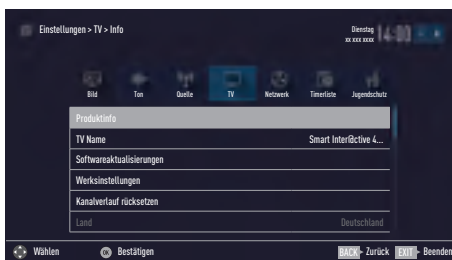 Einstellungen > TV > Info
Dienstag
xx xxx xxxx
14:00
Bild Ton Quelle TV Netzwerk Timerliste Jugendschutz
Produktinfo
TV Name Smart Inter@ctive 4...
Softwareaktualisierungen
Werksinstellungen
Kanalverlauf rücksetzen
Land Deutschland
Wählen OK Bestätigen BACK Zurück EXIT Beenden